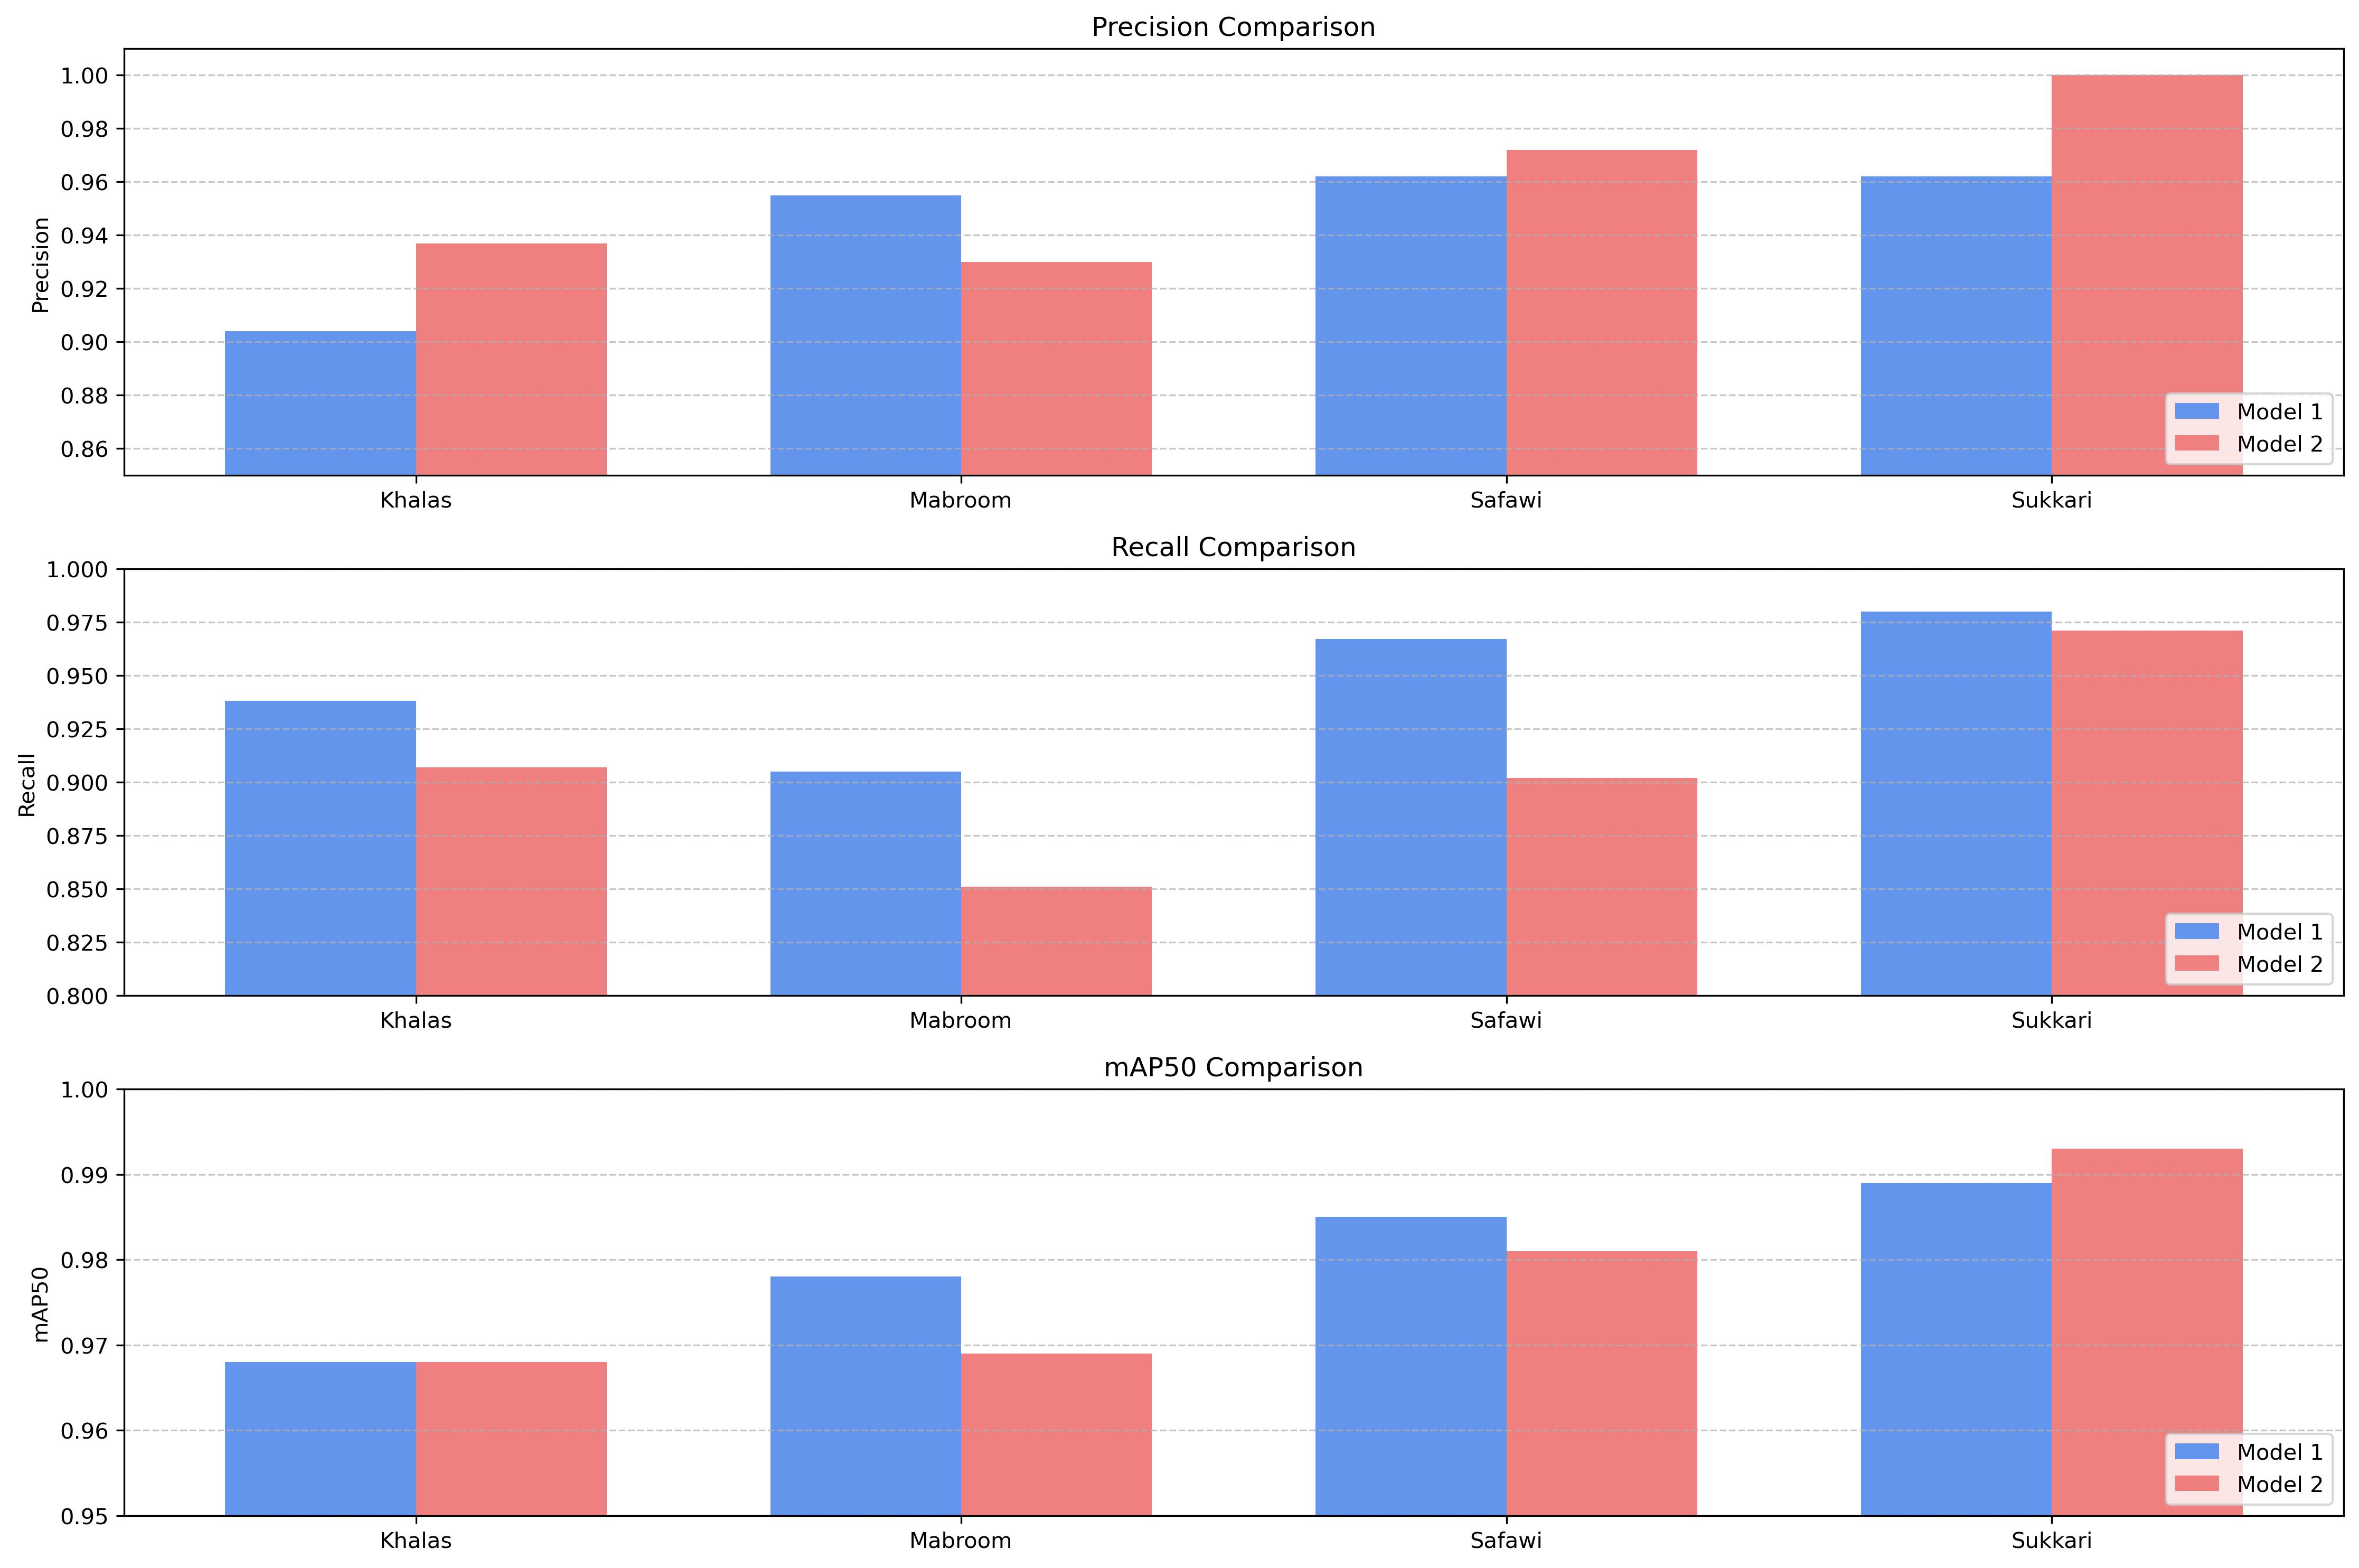 Precision Comparison
1.00
0.98
0.96
0.94
0.92
0.90
0.88
0.86
Precision
Model 1
Model 2
Khalas Mabroom Safawi Sukkari
Recall Comparison
1.000
0.975
0.950
0.925
0.900
0.875
0.850
0.825
0.800
Recall
Model 1
Model 2
Khalas Mabroom Safawi Sukkari
mAP50 Comparison
1.00
0.99
0.98
0.97
0.96
0.95
mAP50
Model 1
Model 2
Khalas Mabroom Safawi Sukkari